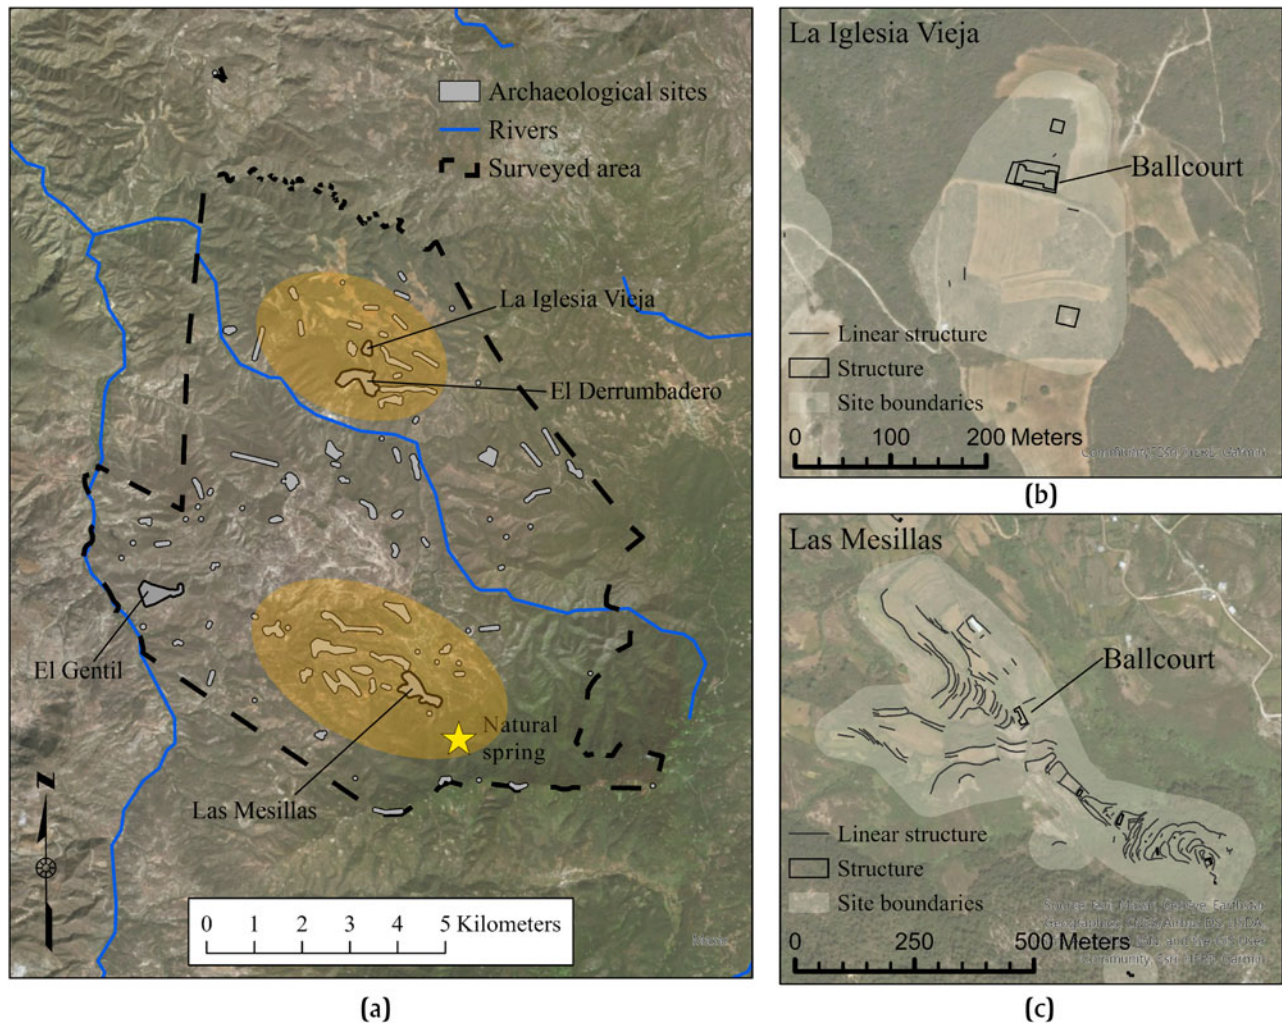 Archaeological sites
Rivers
Surveyed area
La Iglesia Vieja
El Derrumbadero
El Gentil
Natural
spring
Las Mesillas
Z
0 1 2 3 4 5 Kilometers
(a)
La Iglesia Vieja
Ballcourt
Linear structure
Structure
Site boundaries
0 100 200 Meters
(b)
Las Mesillas
Ballcourt
Linear structure
Structure
Site boundaries
0 250 500 Meters
(c)